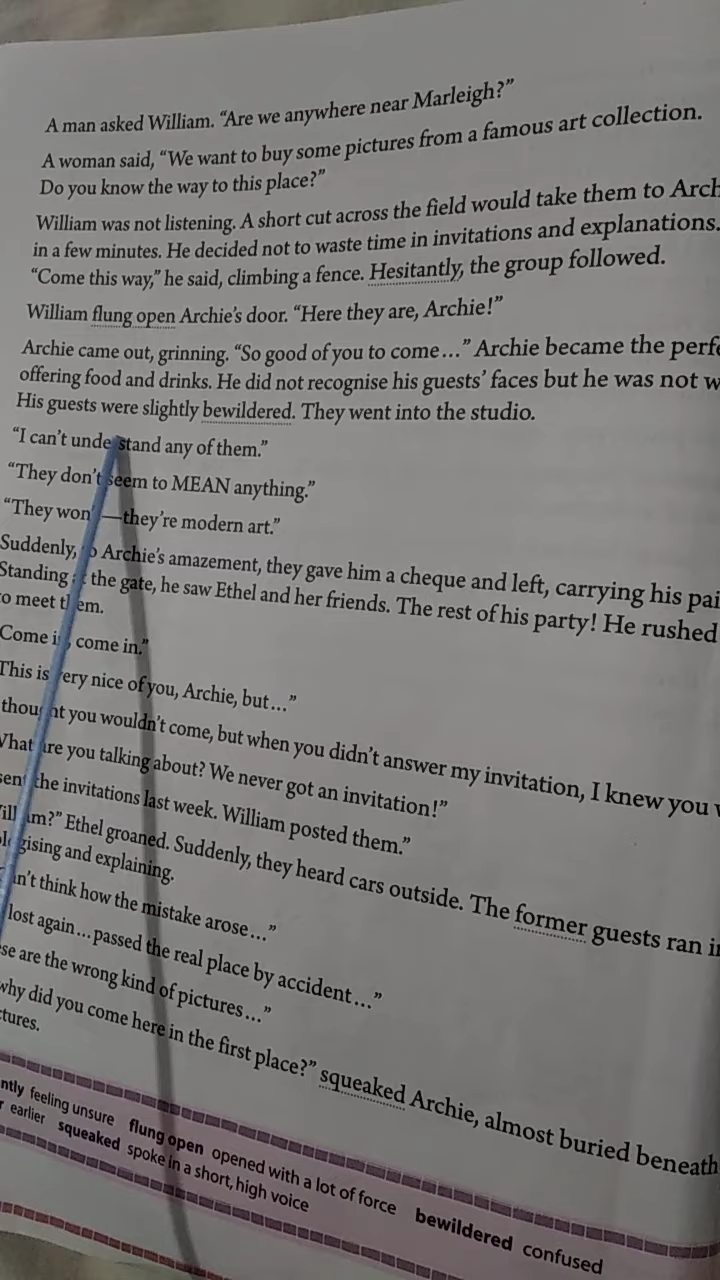 A man asked William. “Are we anywhere near Marleigh?”
A woman said, “We want to buy some pictures from a famous art collection.
Do you know the way to this place?”
William was not listening. A short cut across the field would take them to
in a few minutes. He decided not to waste time in invitations and explanations.
“Come this way,” he said, climbing a fence. Hesitantly, the group followed.
William flung open Archie’s door. “Here they are, Archie!”
Archie came out, grinning. “So good of you to come…” Archie became the
offering food and drinks. He did not recognise his guests’ faces but he was not
His guests were slightly bewildered. They went into the studio.
“I can’t understand any of them.”
“They don’t seem to MEAN anything.”
“They won’t—they’re modern art.”
Suddenly, to Archie’s amazement, they gave him a cheque and left, carrying his
Standing at the gate, he saw Ethel and her friends. The rest of his party! He rushed
to meet them.
Come in, come in.”
This is very nice of you, Archie, but…”
thought you wouldn’t come, but when you didn’t answer my invitation, I knew you
What are you talking about? We never got an invitation!”
sent the invitations last week. William posted them.”
Ethel groaned. Suddenly, they heard cars outside. The former guests ran
and explaining.
think how the mistake arose…”
lost again…passed the real place by accident…”
are the wrong kind of pictures…”
why did you come here in the first place?” squeaked Archie, almost buried beneath
feeling unsure flung open opened with a lot of force bewildered confused
earlier squeaked spoke in a short, high voice